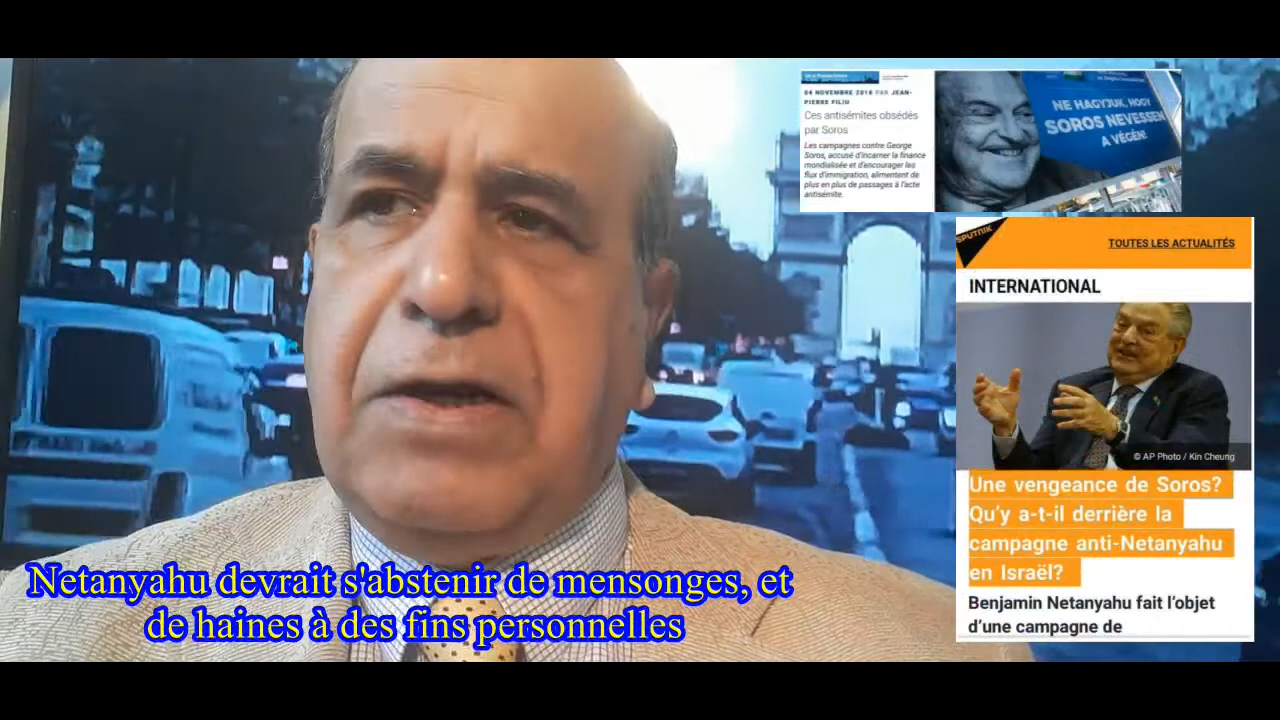 04 NOVEMBRE 2018 PAR JEAN-
PIERRE FILIU
Ces antisémites obsédés
par Soros
Les campagnes contre George
Soros, accusé d'incarner la finance
mondialisée et d'encourager les
flux d'immigration, alimentent de
plus en plus de passages à l'acte
antisémite.
NE HAGYJUK, HOGY
SOROS NEVESSEN
A VÉGÉN!
SPUTNIK
TOUTES LES ACTUALITÉS
INTERNATIONAL
© AP Photo / Kin Cheung
Une vengeance de Soros?
Qu'y a-t-il derrière la
campagne anti-Netanyahu
en Israël?
Benjamin Netanyahu fait l'objet
d'une campagne de
Netanyahu devrait s'abstenir de mensonges, et
de haines à des fins personnelles